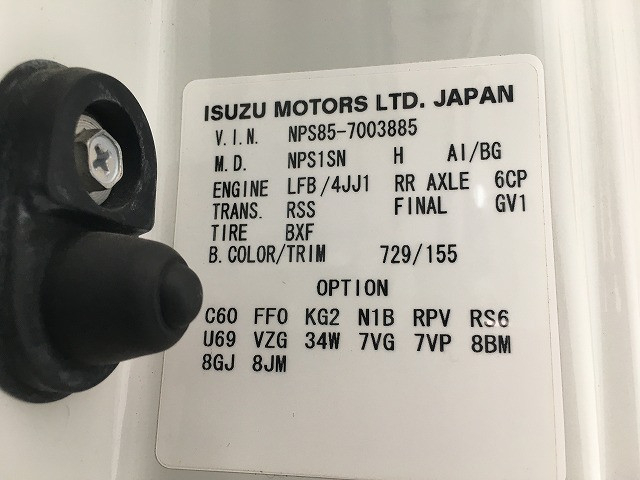 ISUZU MOTORS LTD. JAPAN
V.I.N. NPS85-7003885
M.D. NPS1SN H AI/BG
ENGINE LFB/4JJ1 RR AXLE 6CP
TRANS. RSS FINAL GV1
TIRE BXF
B.COLOR/TRIM 729/155
OPTION
C60 FF0 KG2 N1B RPV RS6
U69 VZG 34W 7VG 7VP 8BM
8GJ 8JM